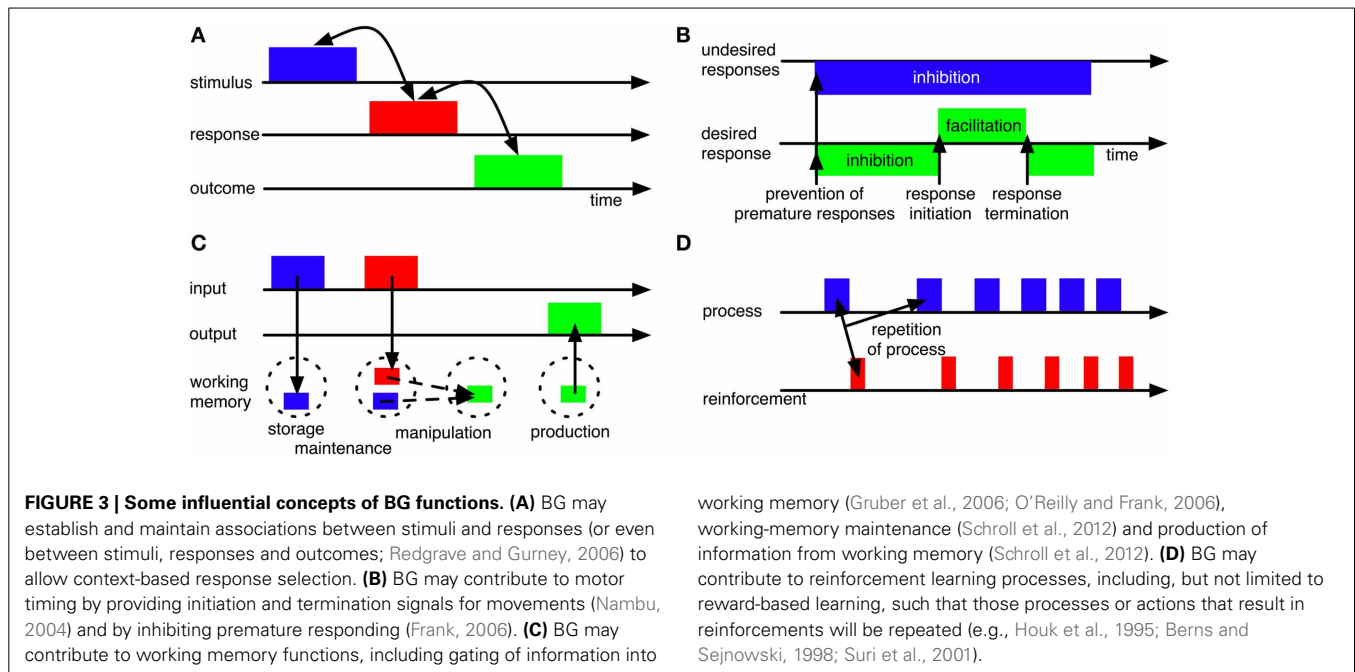 A
stimulus
response
outcome
time
B
undesired
responses
inhibition
desired
response
facilitation
inhibition
time
prevention of
premature responses
response
initiation
response
termination
C
input
output
working
memory
storage
maintenance
manipulation
production
D
process
repetition
of process
reinforcement
FIGURE 3 | Some influential concepts of BG functions. (A) BG may
establish and maintain associations between stimuli and responses (or even
between stimuli, responses and outcomes; Redgrave and Gurney, 2006) to
allow context-based response selection. (B) BG may contribute to motor
timing by providing initiation and termination signals for movements (Nambu,
2004) and by inhibiting premature responding (Frank, 2006). (C) BG may
contribute to working memory functions, including gating of information into
working memory (Gruber et al., 2006; O'Reilly and Frank, 2006),
working-memory maintenance (Schroll et al., 2012) and production of
information from working memory (Schroll et al., 2012). (D) BG may
contribute to reinforcement learning processes, including, but not limited to
reward-based learning, such that those processes or actions that result in
reinforcements will be repeated (e.g., Houk et al., 1995; Berns and
Sejnowski, 1998; Suri et al., 2001).